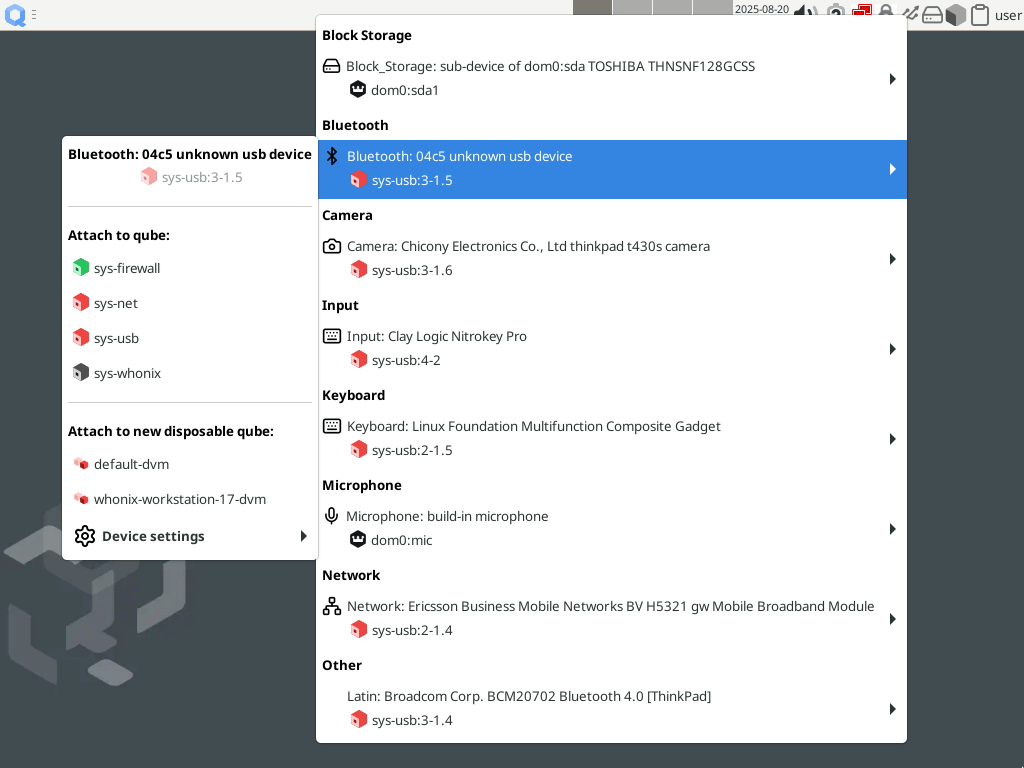 2025-08-20
user
Block Storage
Block_Storage: sub-device of dom0:sda TOSHIBA THNSNF128GCSS
dom0:sda1
Bluetooth
Bluetooth: 04c5 unknown usb device
sys-usb:3-1.5
Camera
Camera: Chicony Electronics Co., Ltd thinkpad t430s camera
sys-usb:3-1.6
Input
Input: Clay Logic Nitrokey Pro
sys-usb:4-2
Keyboard
Keyboard: Linux Foundation Multifunction Composite Gadget
sys-usb:2-1.5
Microphone
Microphone: build-in microphone
dom0:mic
Network
Network: Ericsson Business Mobile Networks BV H5321 gw Mobile Broadband Module
sys-usb:2-1.4
Other
Latin: Broadcom Corp. BCM20702 Bluetooth 4.0 [ThinkPad]
sys-usb:3-1.4
Bluetooth: 04c5 unknown usb device
sys-usb:3-1.5
Attach to qube:
sys-firewall
sys-net
sys-usb
sys-whonix
Attach to new disposable qube:
default-dvm
whonix-workstation-17-dvm
Device settings